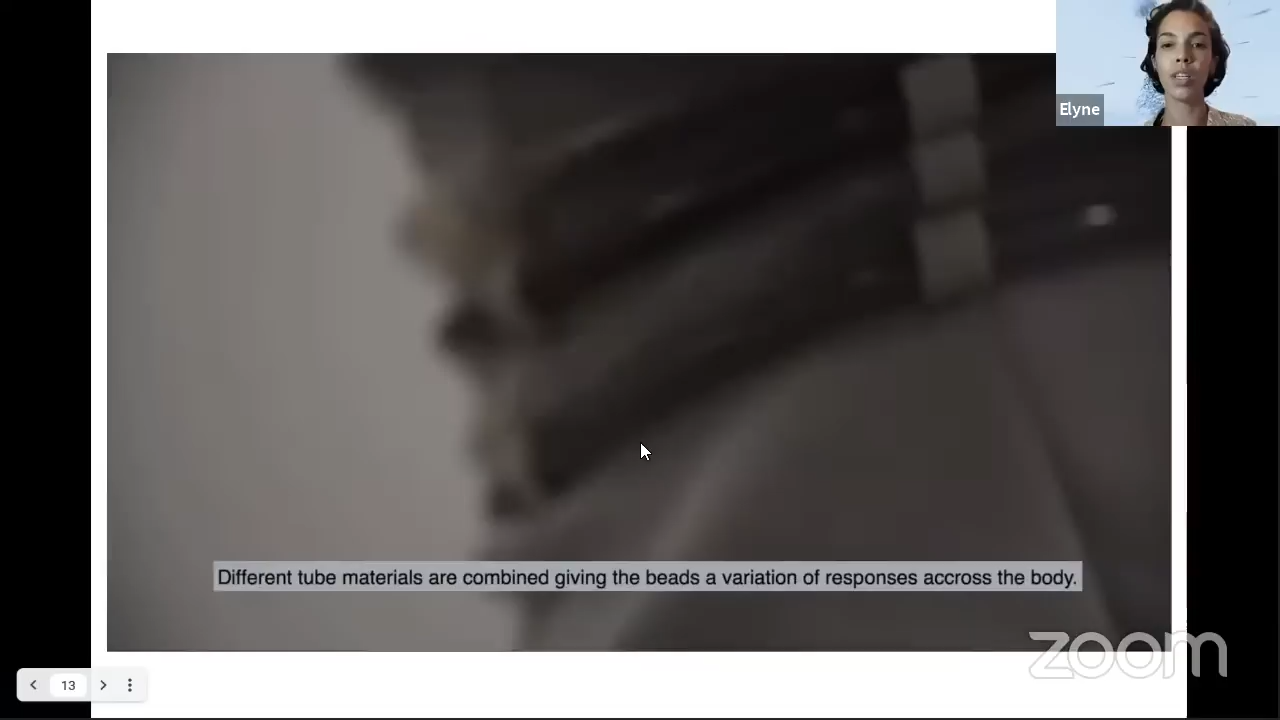 Elyne
Different tube materials are combined giving the beads a variation of responses accross the body.
zoom
13